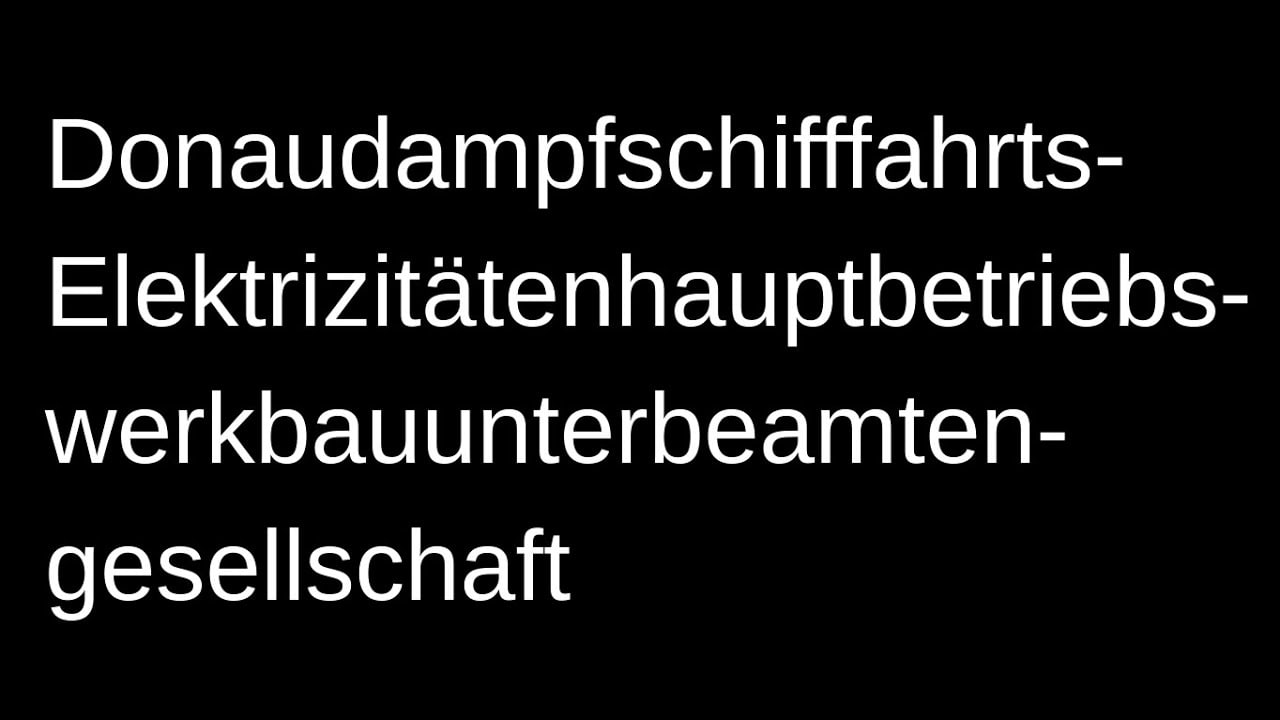 Donaudampfschifffahrts-
Elektrizitätenhauptbetriebs-
werkbauunterbeamten-
gesellschaft